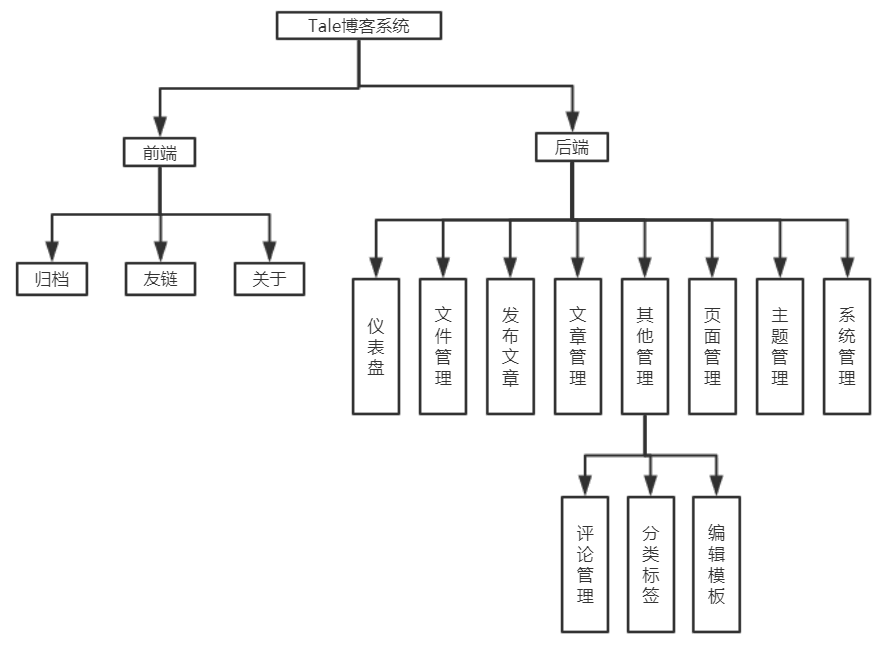 Tale博客系统
前端
后端
归档
友链
关于
仪表盘
文件管理
发布文章
文章管理
其他管理
页面管理
主题管理
系统管理
评论管理
分类标签
编辑模板